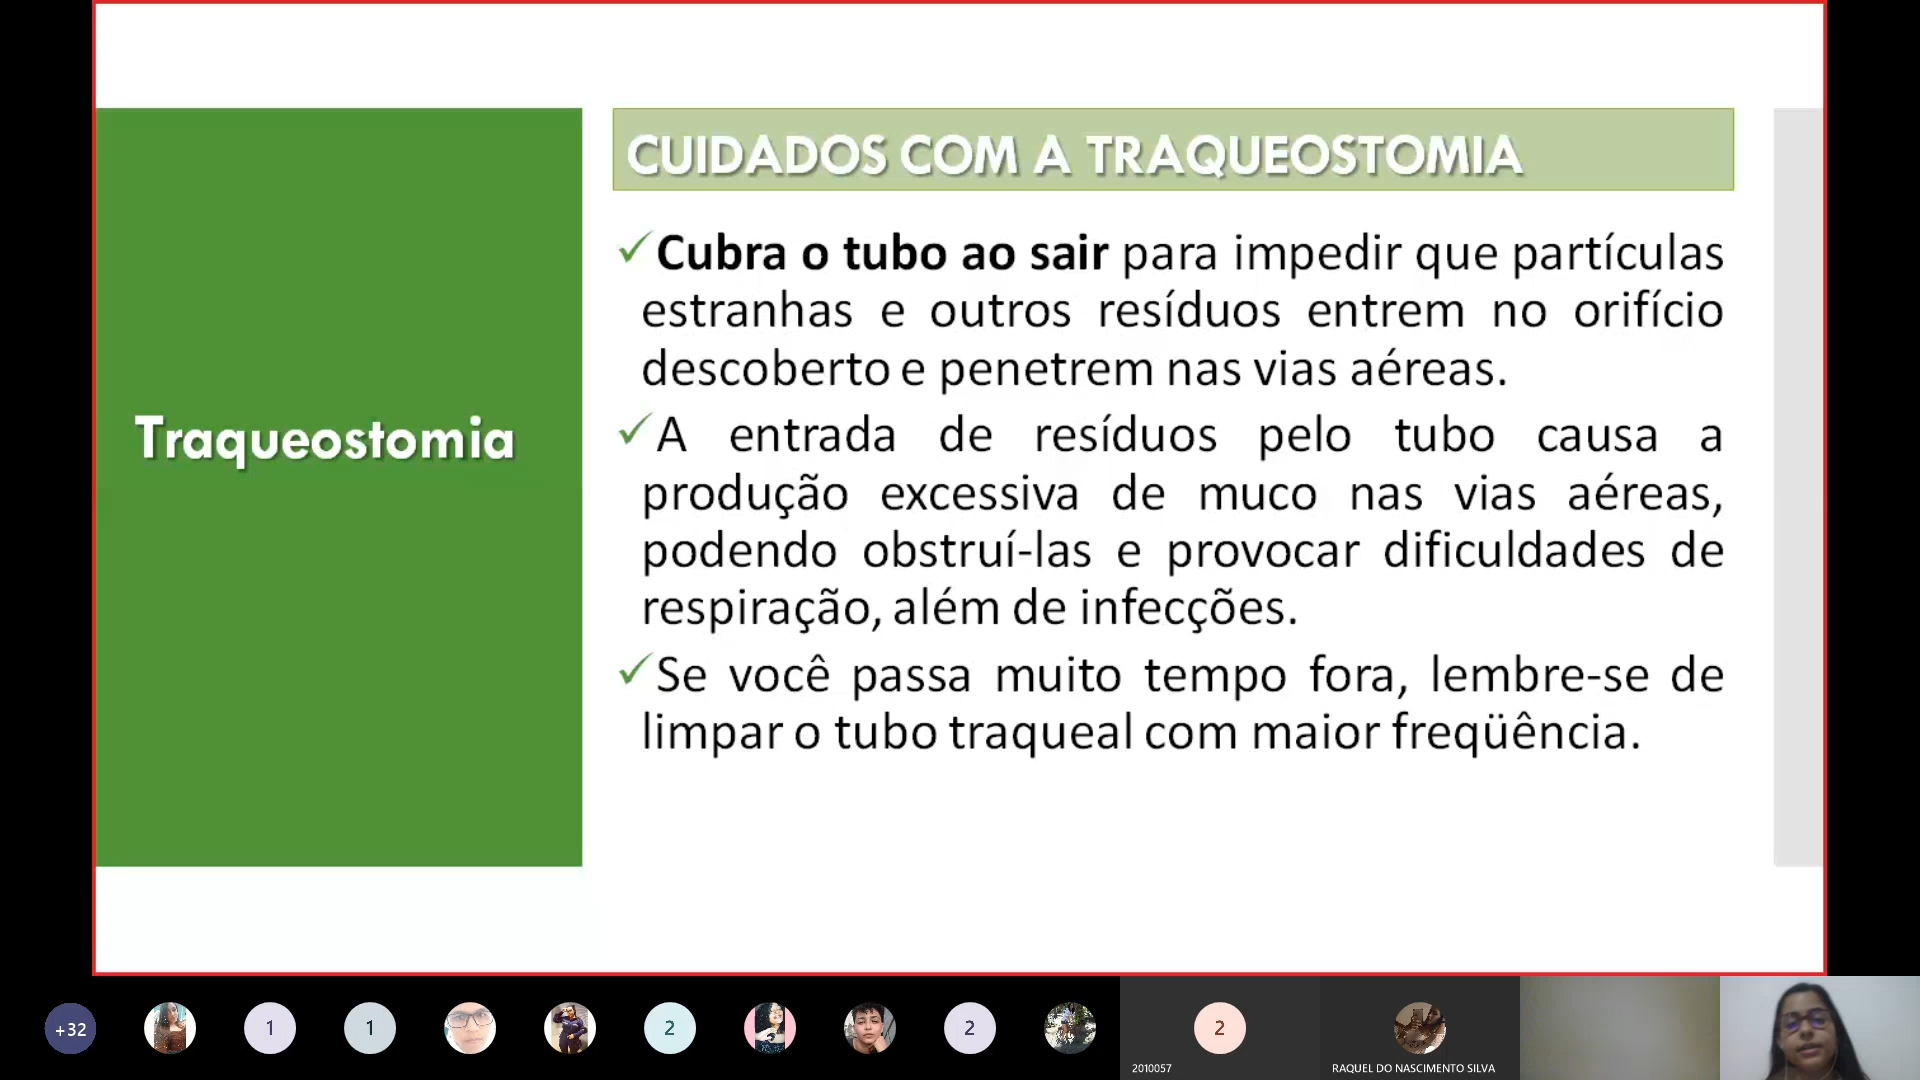 Traqueostomia
CUIDADOS COM A TRAQUEOSTOMIA
✓Cubra o tubo ao sair para impedir que partículas
estranhas e outros resíduos entrem no orifício
descoberto e penetrem nas vias aéreas.
✓A entrada de resíduos pelo tubo causa a
produção excessiva de muco nas vias aéreas,
podendo obstruí-las e provocar dificuldades de
respiração, além de infecções.
✓Se você passa muito tempo fora, lembre-se de
limpar o tubo traqueal com maior freqüência.
+32
1
1
2
2
2
2010057
RAQUEL DO NASCIMENTO SILVA